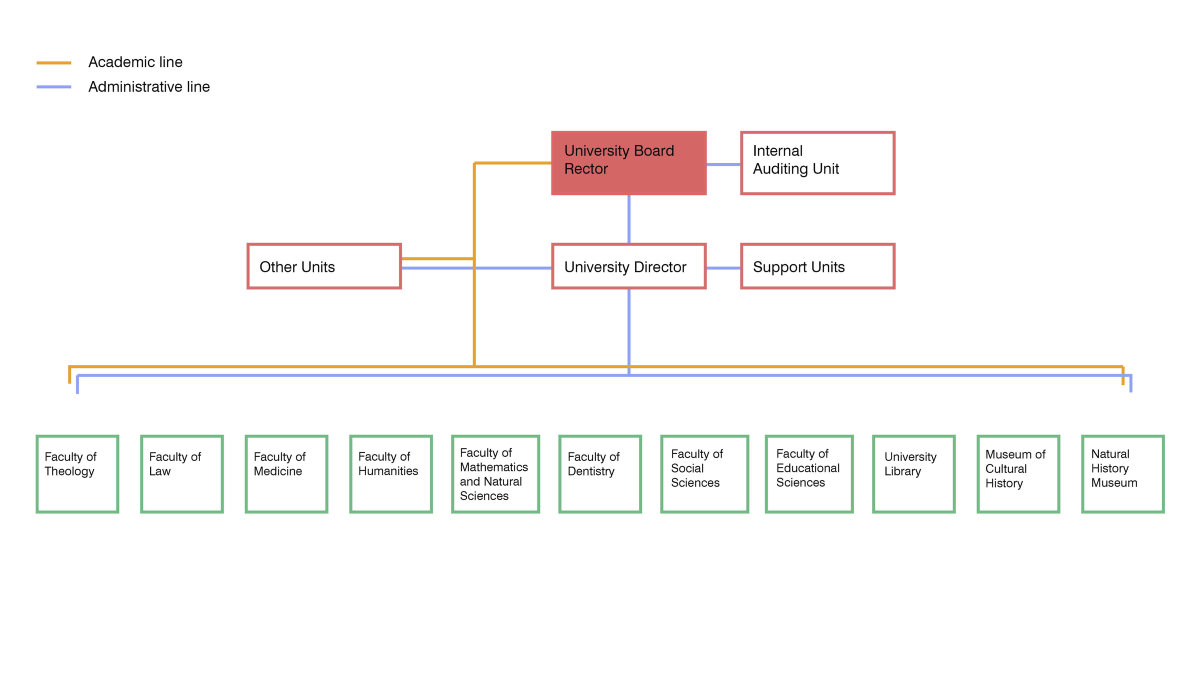 Academic line
Administrative line
University Board
Rector
Internal
Auditing Unit
Other Units
University Director
Support Units
Faculty of
Theology
Faculty of
Law
Faculty of
Medicine
Faculty of
Humanities
Faculty of
Mathematics
and Natural
Sciences
Faculty of
Dentistry
Faculty of
Social
Sciences
Faculty of
Educational
Sciences
University
Library
Museum of
Cultural
History
Natural
History
Museum